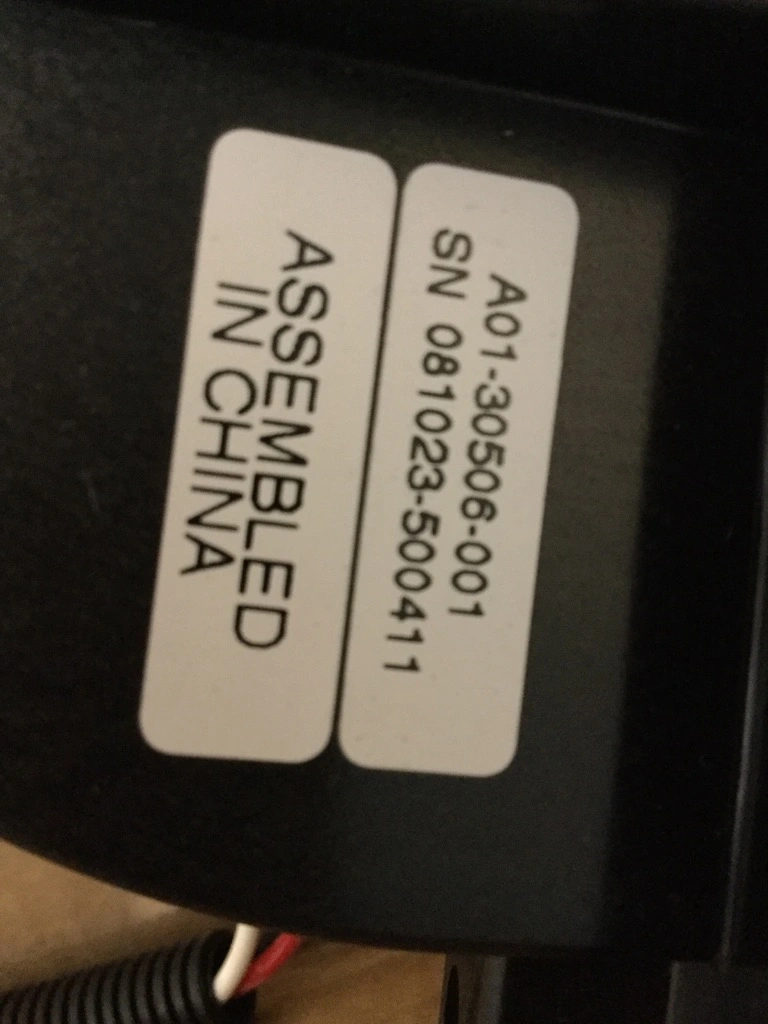 A01-30506-001
SN 081023-500411
ASSEMBLED
IN CHINA